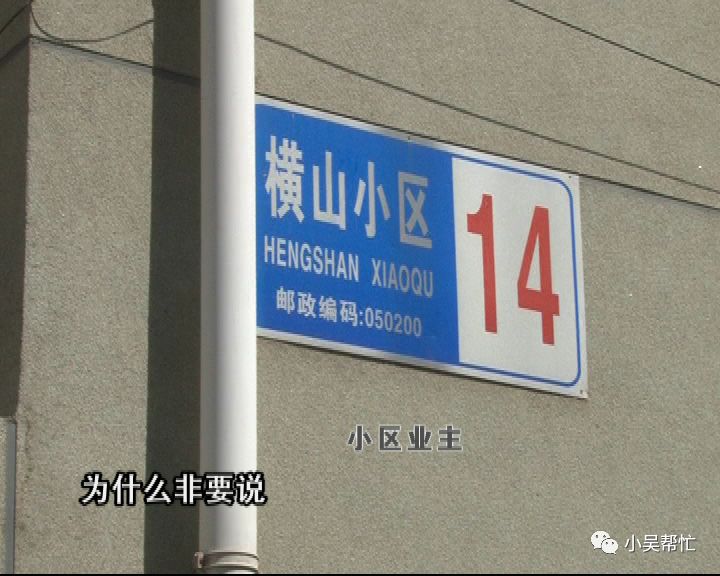 横山小区
HENGSHAN XIAOQU
邮政编码:050200
14
小区业主
为什么非要说
小吴帮忙